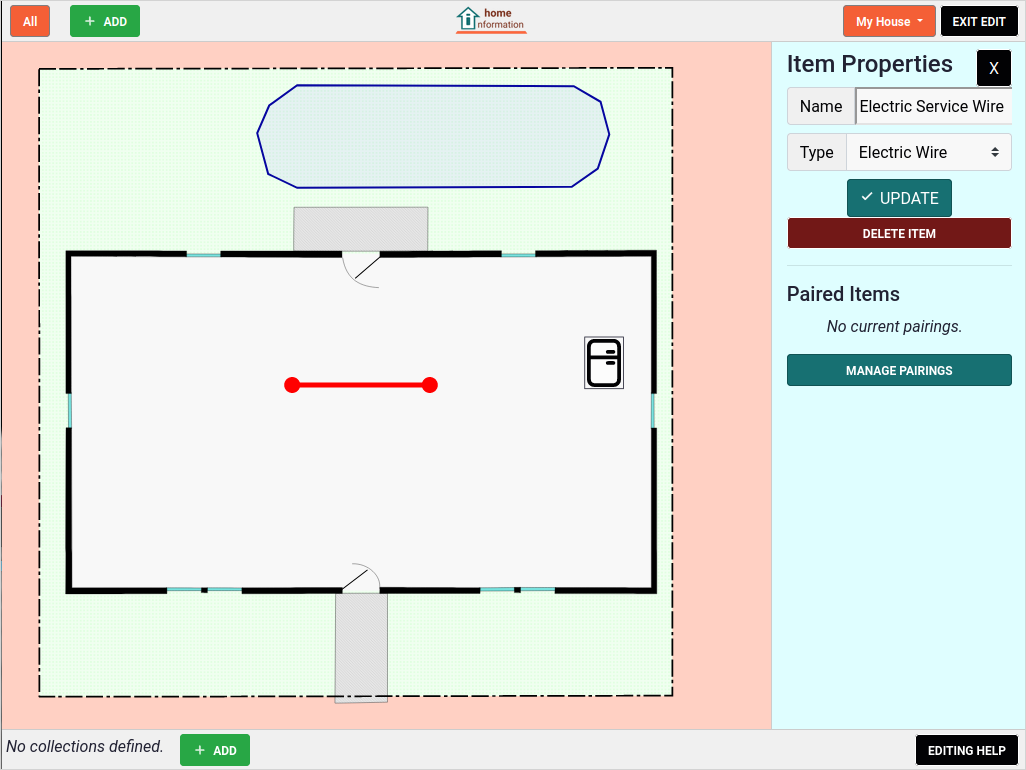 All
+ ADD
home
information
My House
EXIT EDIT
Item Properties
X
Name
Electric Service Wire
Type
Electric Wire
UPDATE
DELETE ITEM
Paired Items
No current pairings.
MANAGE PAIRINGS
No collections defined.
+ ADD
EDITING HELP